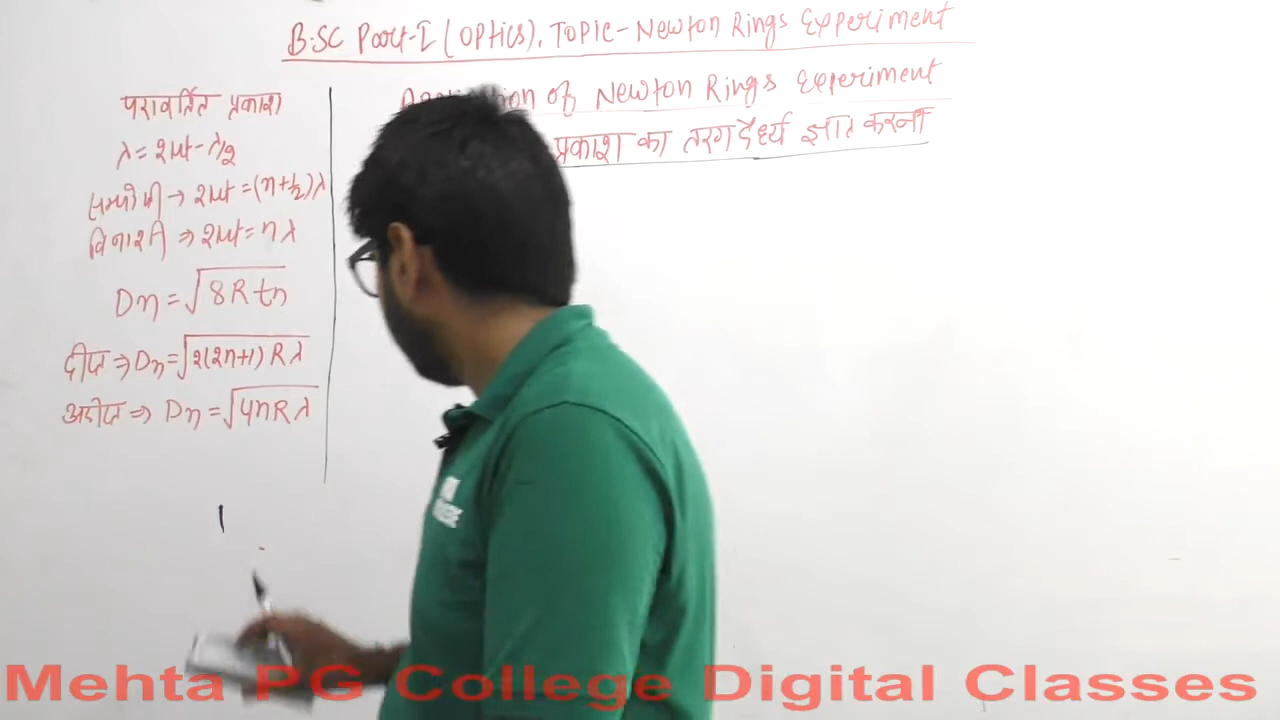 B.SC Part-I (Optics). Topic-Newton Rings Experiment
on of Newton Rings Experiment
प्रकाश का तरंगदैर्ध्य ज्ञात करना
परावर्तित प्रकाश
λ = 2μt - λ/2
→ 2μt = (n+1/2)λ
विनाशी ⇒ 2μt = nλ
Dn = √8Rtn
दीप्त ⇒ Dn = √2(2n+1)Rλ
अदीप्त ⇒ Dn = √4nRλ
Mehta PG College Digital Classes